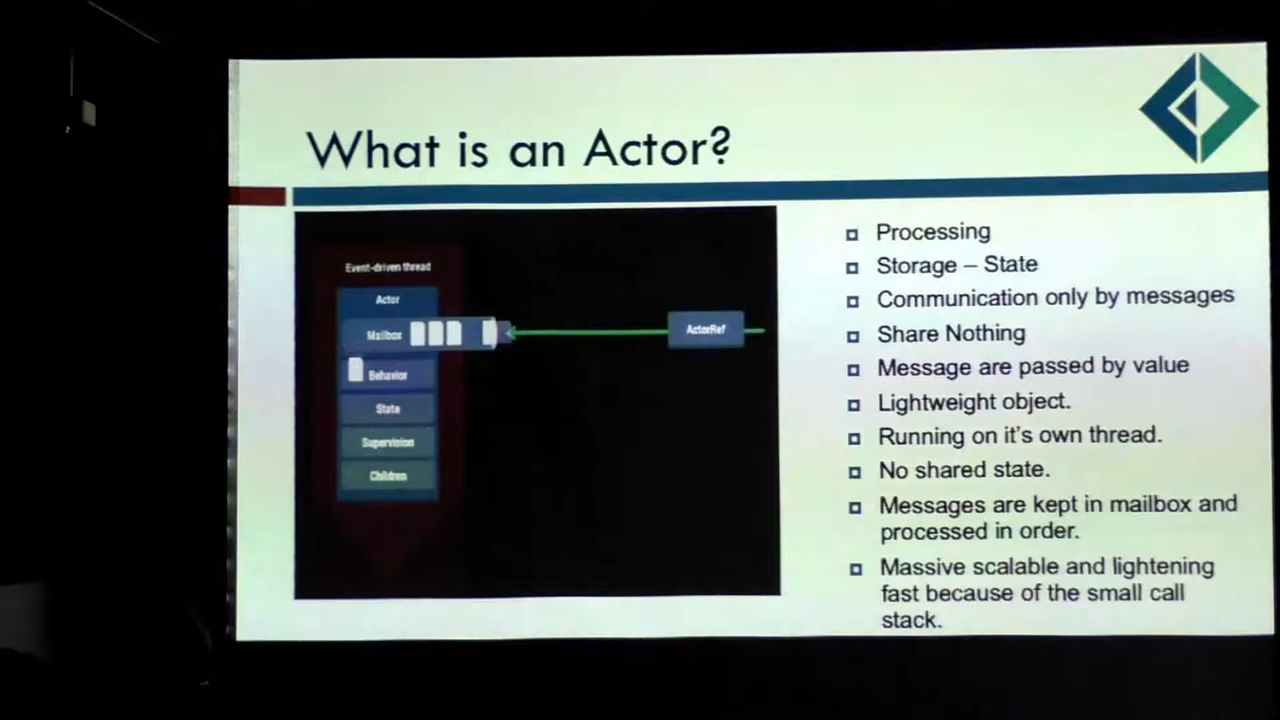 What is an Actor?
Event-driven thread
Actor
Mailbox
ActorRef
Behavior
State
Supervision
Children
Processing
Storage – State
Communication only by messages
Share Nothing
Message are passed by value
Lightweight object.
Running on it's own thread.
No shared state.
Messages are kept in mailbox and
processed in order.
Massive scalable and lightening
fast because of the small call
stack.